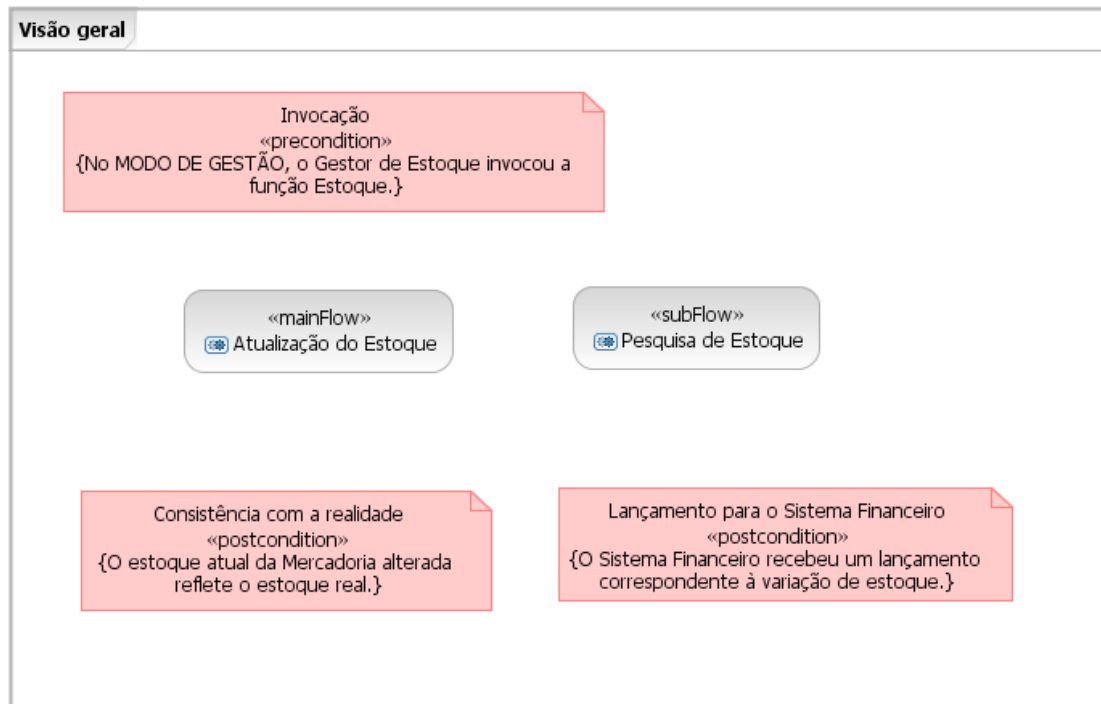 Visão geral
Invocação
«precondition»
{No MODO DE GESTÃO, o Gestor de Estoque invocou a
função Estoque.}
«mainFlow»
Atualização do Estoque
«subFlow»
Pesquisa de Estoque
Consistência com a realidade
«postcondition»
{O estoque atual da Mercadoria alterada
reflete o estoque real.}
Lançamento para o Sistema Financeiro
«postcondition»
{O Sistema Financeiro recebeu um lançamento
correspondente à variação de estoque.}